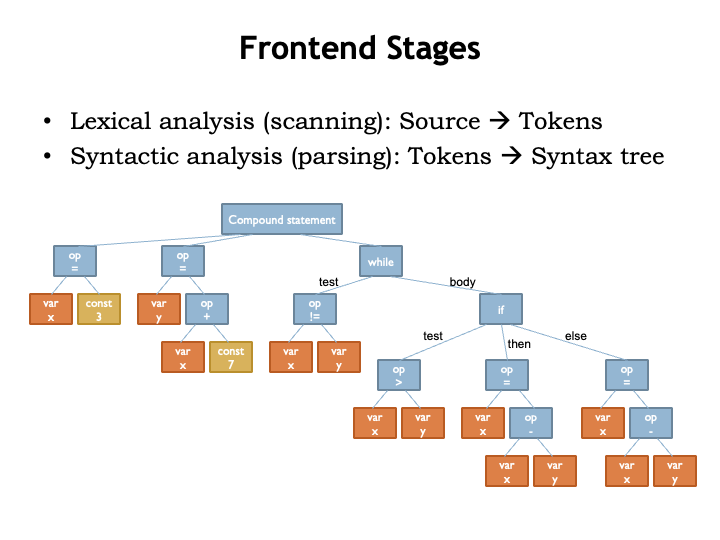 Frontend Stages
• Lexical analysis (scanning): Source → Tokens
• Syntactic analysis (parsing): Tokens → Syntax tree
Compound statement
op
=
op
=
while
test
body
var
x
const
3
var
y
op
+
op
!=
if
var
x
const
7
var
x
var
y
test
then
else
op
>
op
=
op
=
var
x
var
y
var
x
op
-
var
x
op
-
var
x
var
y
var
x
var
y